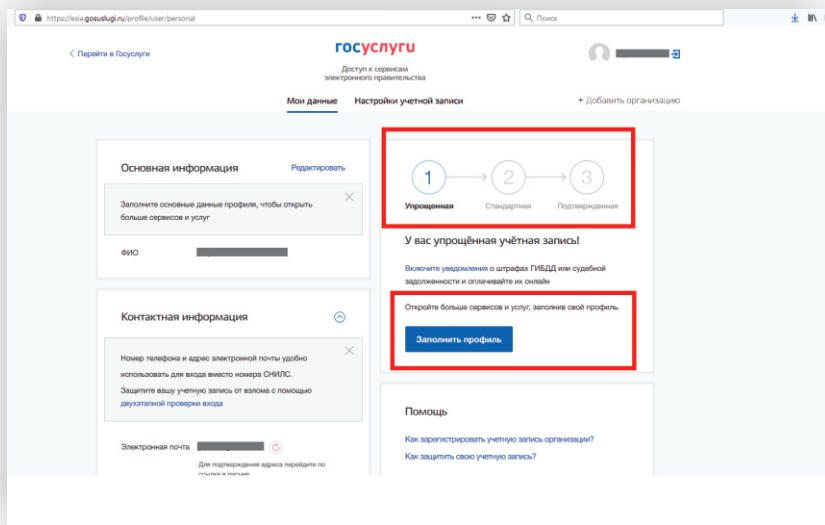 https://esia.gosuslugi.ru/profile/user/personal
Поиск
Перейти в Госуслуги
госуслуги
Доступ к сервисам
электронного правительства
Мои данные
Настройки учетной записи
+ Добавить организацию
Основная информация
Редактировать
Заполните основные данные профиля, чтобы открыть
больше сервисов и услуг
ФИО
Контактная информация
Номер телефона и адрес электронной почты удобно
использовать для входа вместо номера СНИЛС.
Защитите вашу учетную запись от взлома с помощью
двухэтапной проверки входа
Электронная почта
Для подтверждения адреса перейдите по
ссылке в письме
1
2
3
Упрощенная
Стандартная
Подтвержденная
У вас упрощённая учётная запись!
Включите уведомления о штрафах ГИБДД или судебной
задолженности и оплачивайте их онлайн
Откройте больше сервисов и услуг, заполнив свой профиль.
Заполнить профиль
Помощь
Как зарегистрировать учетную запись организации?
Как защитить свою учетную запись?